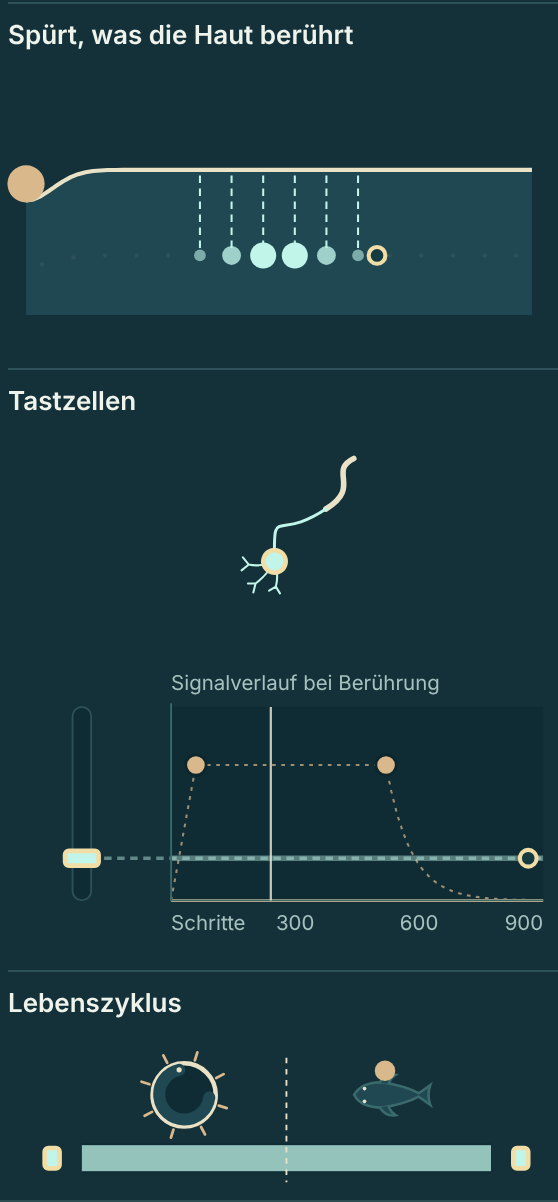 Spürt, was die Haut berührt
Tastzellen
Signalverlauf bei Berührung
Schritte 300 600 900
Lebenszyklus